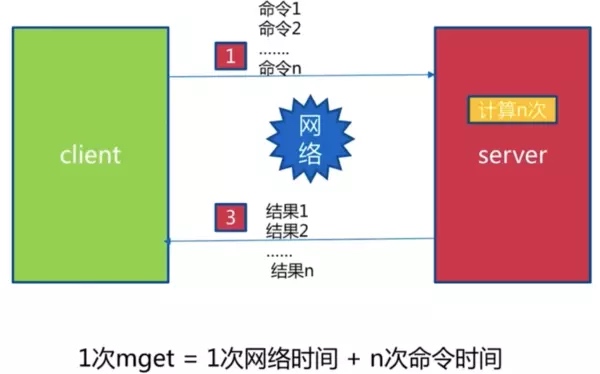 命令1
命令2
.......
命令n
1
计算n次
client
网
络
server
3
结果1
结果2
......
结果n
1次mget = 1次网络时间 + n次命令时间